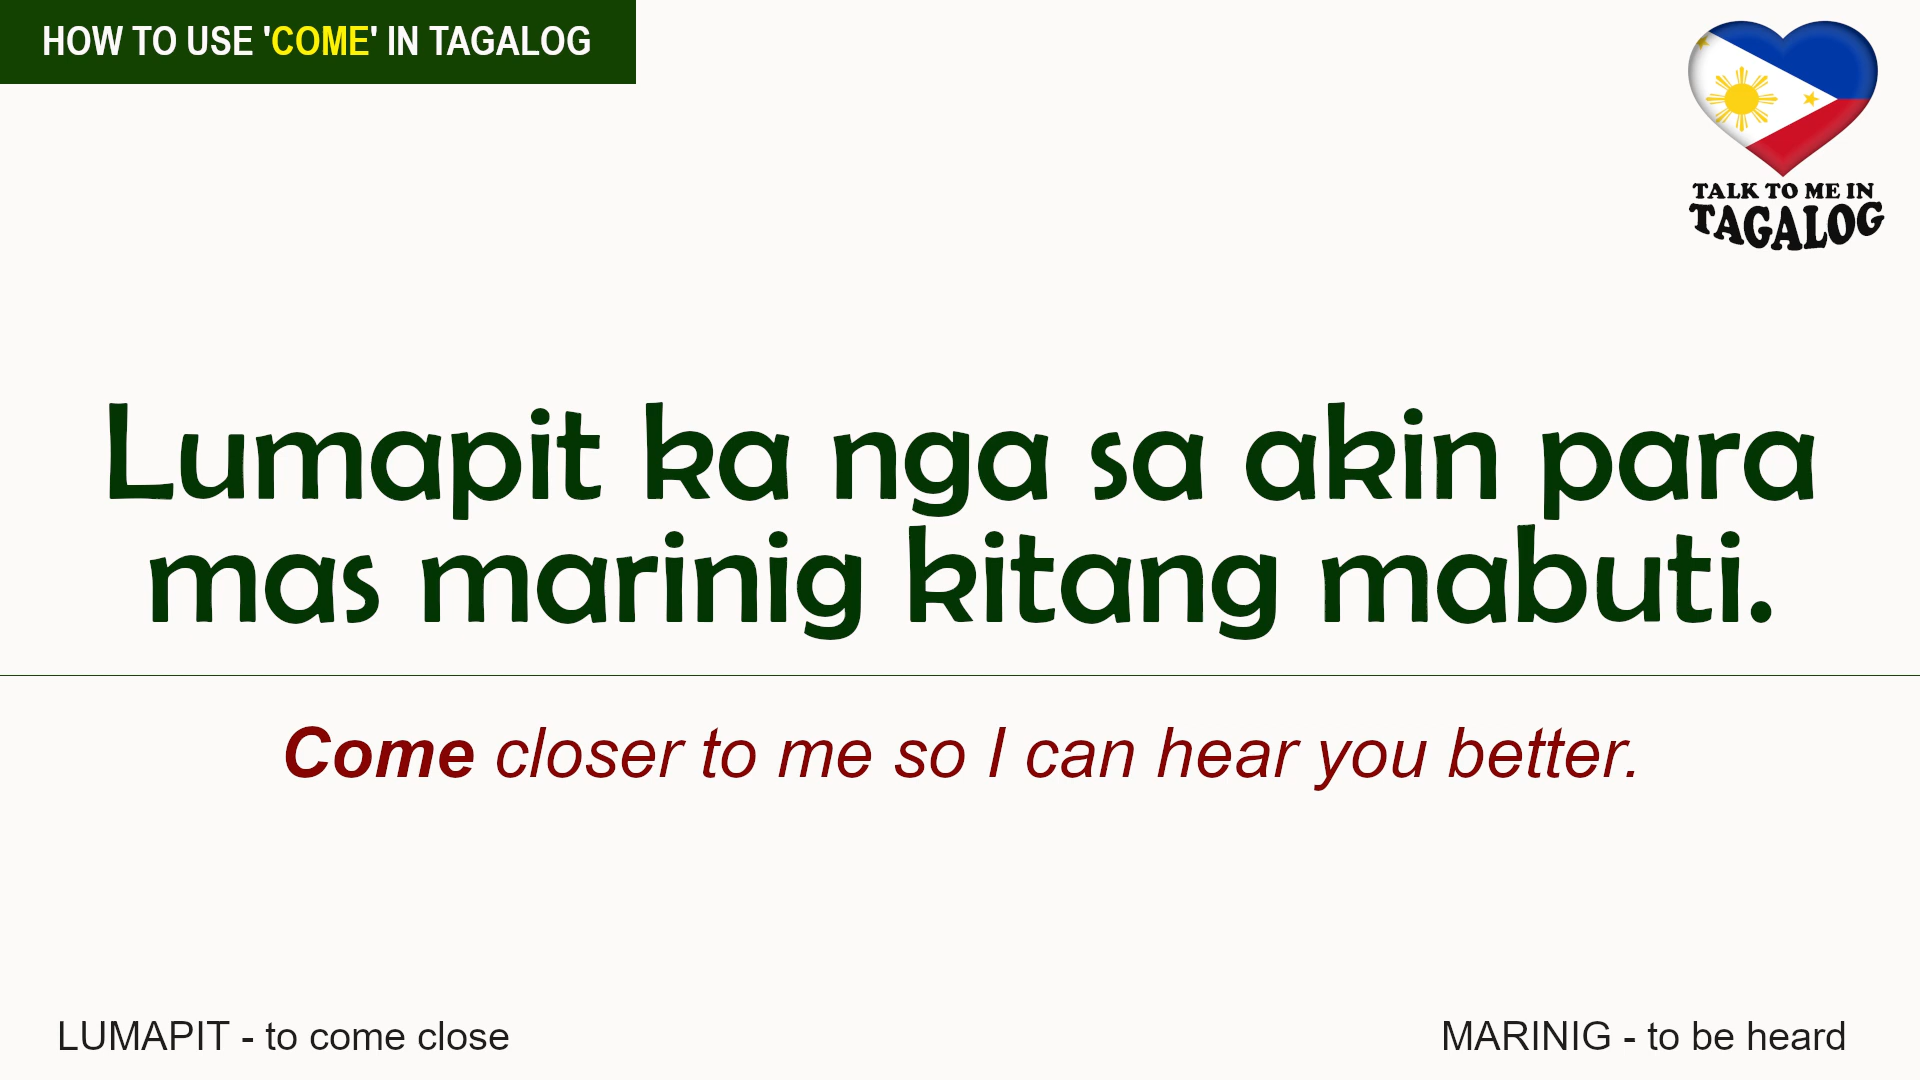 HOW TO USE 'COME' IN TAGALOG
TALK TO ME IN
TAGALOG
Lumapit ka nga sa akin para
mas marinig kitang mabuti.
Come closer to me so I can hear you better.
LUMAPIT - to come close
MARINIG - to be heard